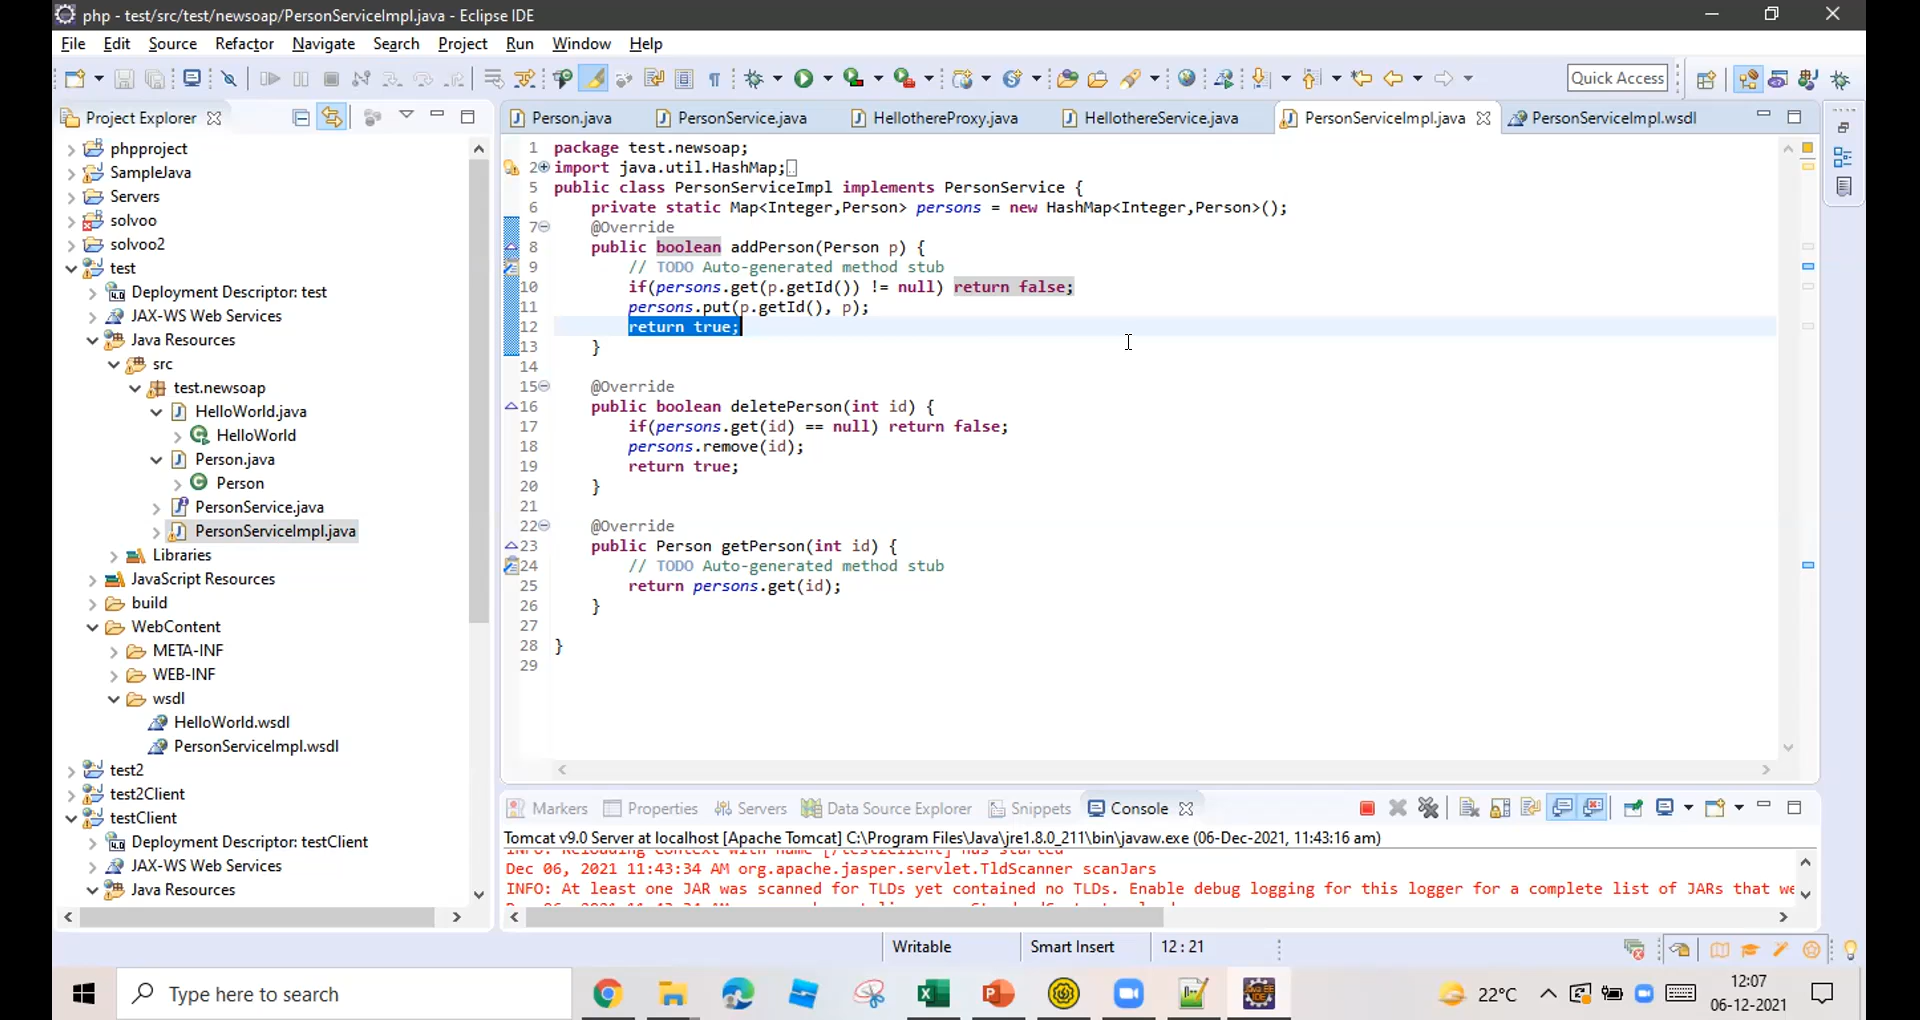 php - test/src/test/newsoap/PersonServiceImpl.java - Eclipse IDE
File Edit Source Refactor Navigate Search Project Run Window Help
Quick Access
Project Explorer
Person.java PersonService.java HellothereProxy.java HellothereService.java PersonServiceImpl.java PersonServiceImpl.wsdl
phpproject
SampleJava
Servers
solvoo
solvoo2
test
Deployment Descriptor: test
JAX-WS Web Services
Java Resources
src
test.newsoap
HelloWorld.java
HelloWorld
Person.java
Person
PersonService.java
PersonServiceImpl.java
Libraries
JavaScript Resources
build
WebContent
META-INF
WEB-INF
wsdl
HelloWorld.wsdl
PersonServiceImpl.wsdl
test2
test2Client
testClient
Deployment Descriptor: testClient
JAX-WS Web Services
Java Resources
1 package test.newsoap;
2 import java.util.HashMap;
5 public class PersonServiceImpl implements PersonService {
6 private static Map<Integer,Person> persons = new HashMap<Integer,Person>();
7 @Override
8 public boolean addPerson(Person p) {
9 // TODO Auto-generated method stub
10 if(persons.get(p.getId()) != null) return false;
11 persons.put(p.getId(), p);
12 return true;
13 }
14
15 @Override
16 public boolean deletePerson(int id) {
17 if(persons.get(id) == null) return false;
18 persons.remove(id);
19 return true;
20 }
21
22 @Override
23 public Person getPerson(int id) {
24 // TODO Auto-generated method stub
25 return persons.get(id);
26 }
27
28 }
29
Markers Properties Servers Data Source Explorer Snippets Console
Tomcat v9.0 Server at localhost [Apache Tomcat] C:\Program Files\Java\jre1.8.0_211\bin\javaw.exe (06-Dec-2021, 11:43:16 am)
Dec 06, 2021 11:43:34 AM org.apache.jasper.servlet.TldScanner scanJars
INFO: At least one JAR was scanned for TLDs yet contained no TLDs. Enable debug logging for this logger for a complete list of JARs that we
Writable Smart Insert 12 : 21
Type here to search
22°C
12:07
06-12-2021